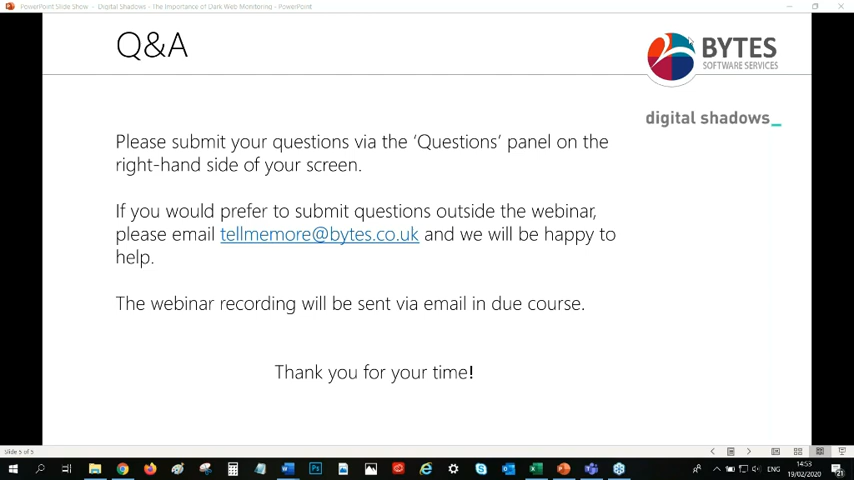 PowerPoint Slide Show - Digital Shadows - The Importance of Dark Web Monitoring - PowerPoint
Q&A
BYTES
SOFTWARE SERVICES
digital shadows_
Please submit your questions via the ‘Questions’ panel on the
right-hand side of your screen.
If you would prefer to submit questions outside the webinar,
please email tellmemore@bytes.co.uk and we will be happy to
help.
The webinar recording will be sent via email in due course.
Thank you for your time!
Slide 5 of 5
ENG
14:53
19/02/2020
21